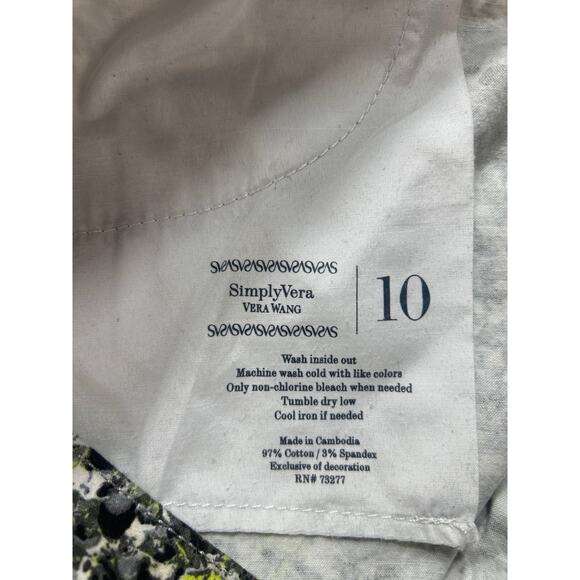 SVASVASVASVASVAS
SimplyVera
VERA WANG
10
SVASVASVASVASVAS
Wash inside out
Machine wash cold with like colors
Only non-chlorine bleach when needed
Tumble dry low
Cool iron if needed
Made in Cambodia
97% Cotton / 3% Spandex
Exclusive of decoration
RN# 73277